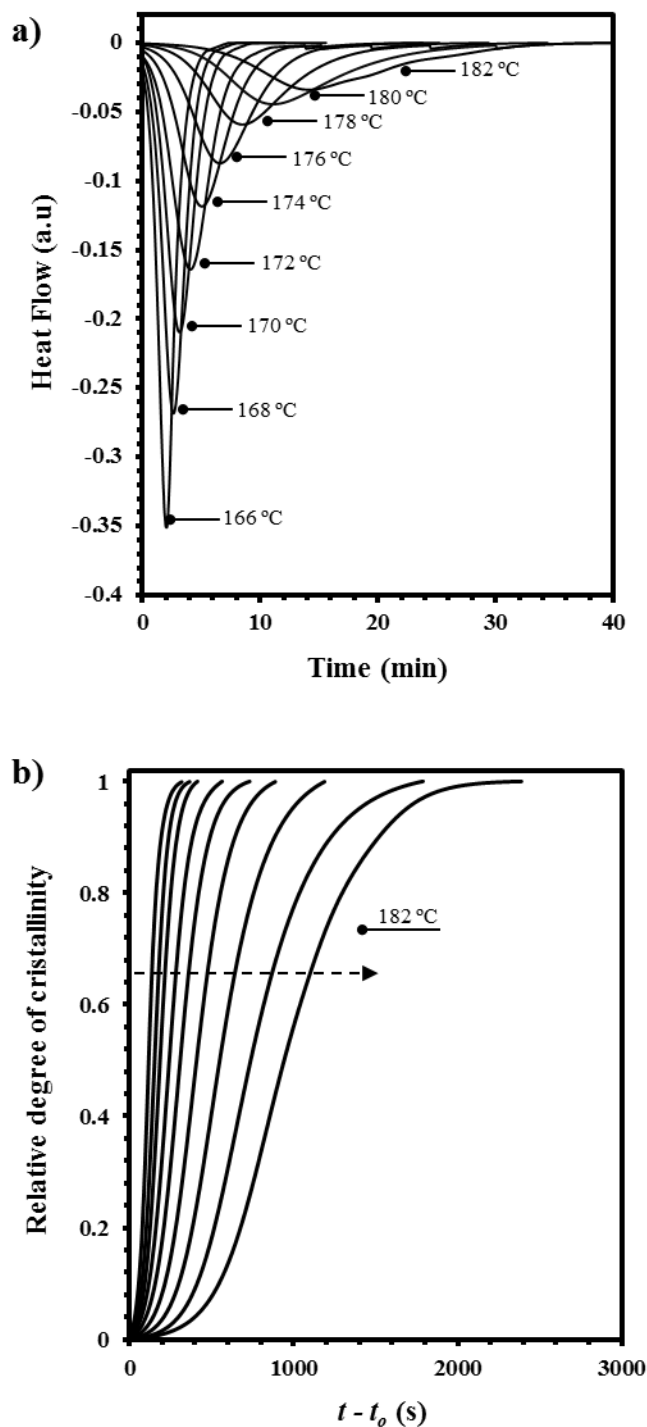 a)
0
-0.05
-0.1
-0.15
-0.2
-0.25
-0.3
-0.35
-0.4
Heat Flow (a.u)
182 ºC
180 ºC
178 ºC
176 ºC
174 ºC
172 ºC
170 ºC
168 ºC
166 ºC
0 10 20 30 40
Time (min)
b)
1
0.8
0.6
0.4
0.2
0
Relative degree of cristallinity
182 ºC
0 1000 2000 3000
t - to (s)